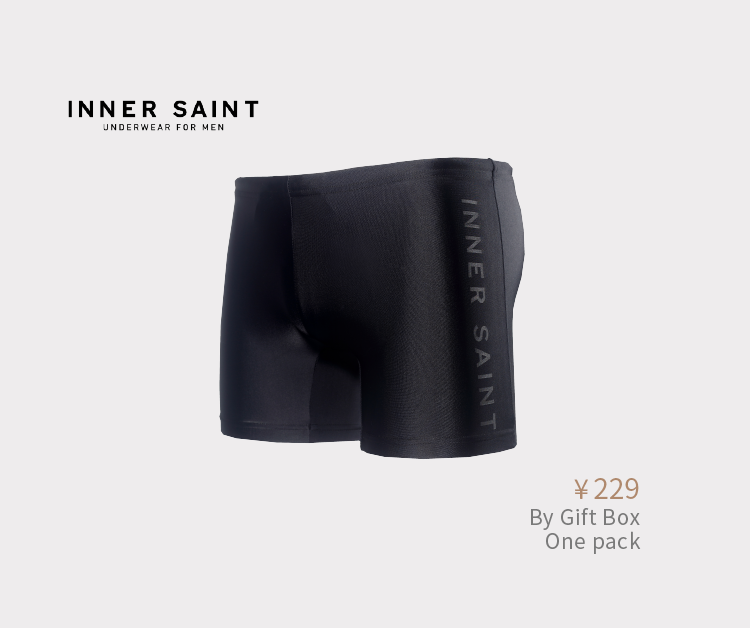 INNER SAINT
UNDERWEAR FOR MEN
INNER SAINT
¥229
By Gift Box
One pack